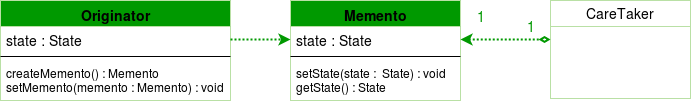 Originator
state : State
createMemento() : Memento
setMemento(memento : Memento) : void
Memento
state : State
setState(state : State) : void
getState() : State
1
1
CareTaker